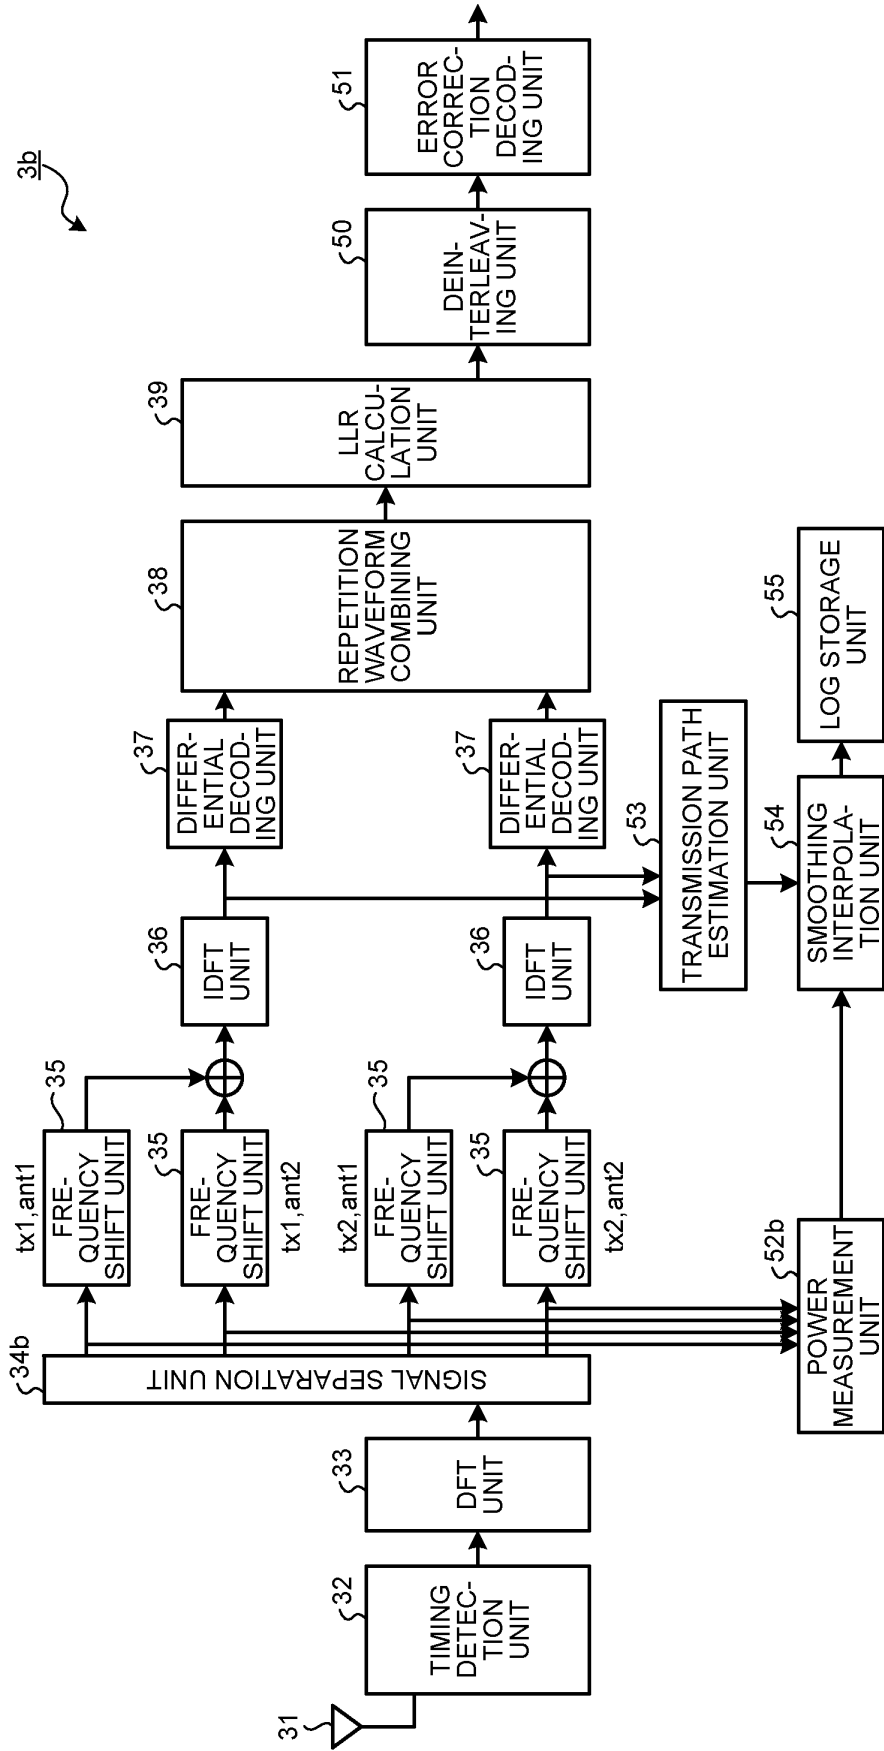 3b
31
32
TIMING
DETEC-
TION
UNIT
33
DFT
UNIT
34b
SIGNAL SEPARATION UNIT
tx1,ant1
35
FRE-
QUENCY
SHIFT UNIT
35
FRE-
QUENCY
SHIFT UNIT
tx1,ant2
tx2,ant1
35
FRE-
QUENCY
SHIFT UNIT
35
FRE-
QUENCY
SHIFT UNIT
tx2,ant2
36
IDFT
UNIT
36
IDFT
UNIT
37
DIFFER-
ENTIAL
DECOD-
ING UNIT
37
DIFFER-
ENTIAL
DECOD-
ING UNIT
38
REPETITION
WAVEFORM
COMBINING
UNIT
39
LLR
CALCU-
LATION
UNIT
50
DEIN-
TERLEAV-
ING UNIT
51
ERROR
CORREC-
TION
DECOD-
ING UNIT
52b
POWER
MEASUREMENT
UNIT
53
TRANSMISSION PATH
ESTIMATION UNIT
54
SMOOTHING
INTERPOLA-
TION UNIT
55
LOG STORAGE
UNIT